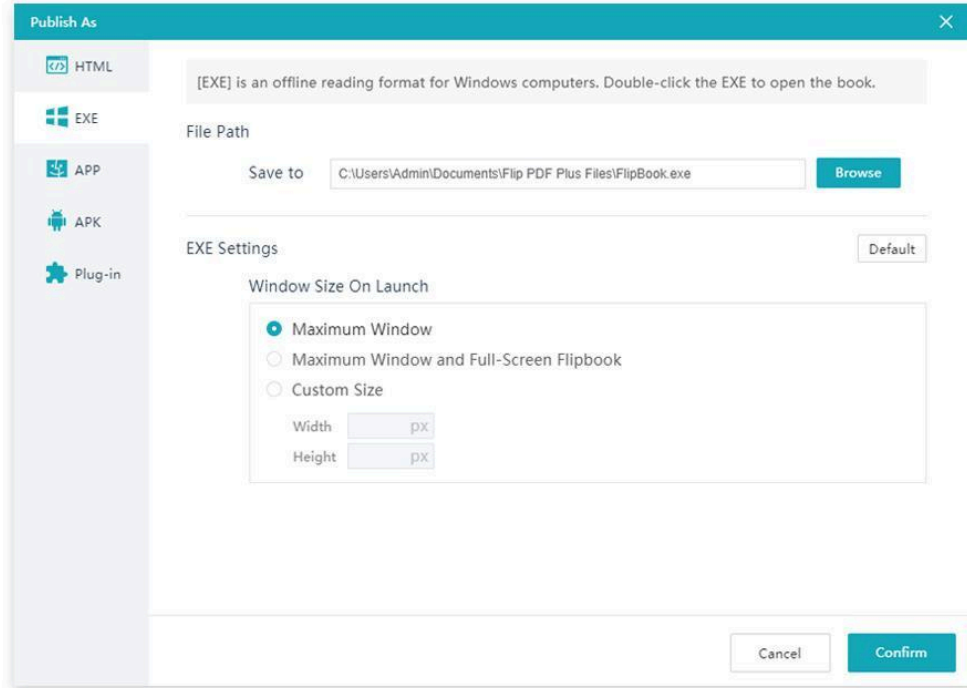 Publish As
HTML
EXE
APP
APK
Plug-in
[EXE] is an offline reading format for Windows computers. Double-click the EXE to open the book.
File Path
Save to C:\Users\Admin\Documents\Flip PDF Plus Files\FlipBook.exe Browse
EXE Settings Default
Window Size On Launch
Maximum Window
Maximum Window and Full-Screen Flipbook
Custom Size
Width px
Height px
Cancel Confirm